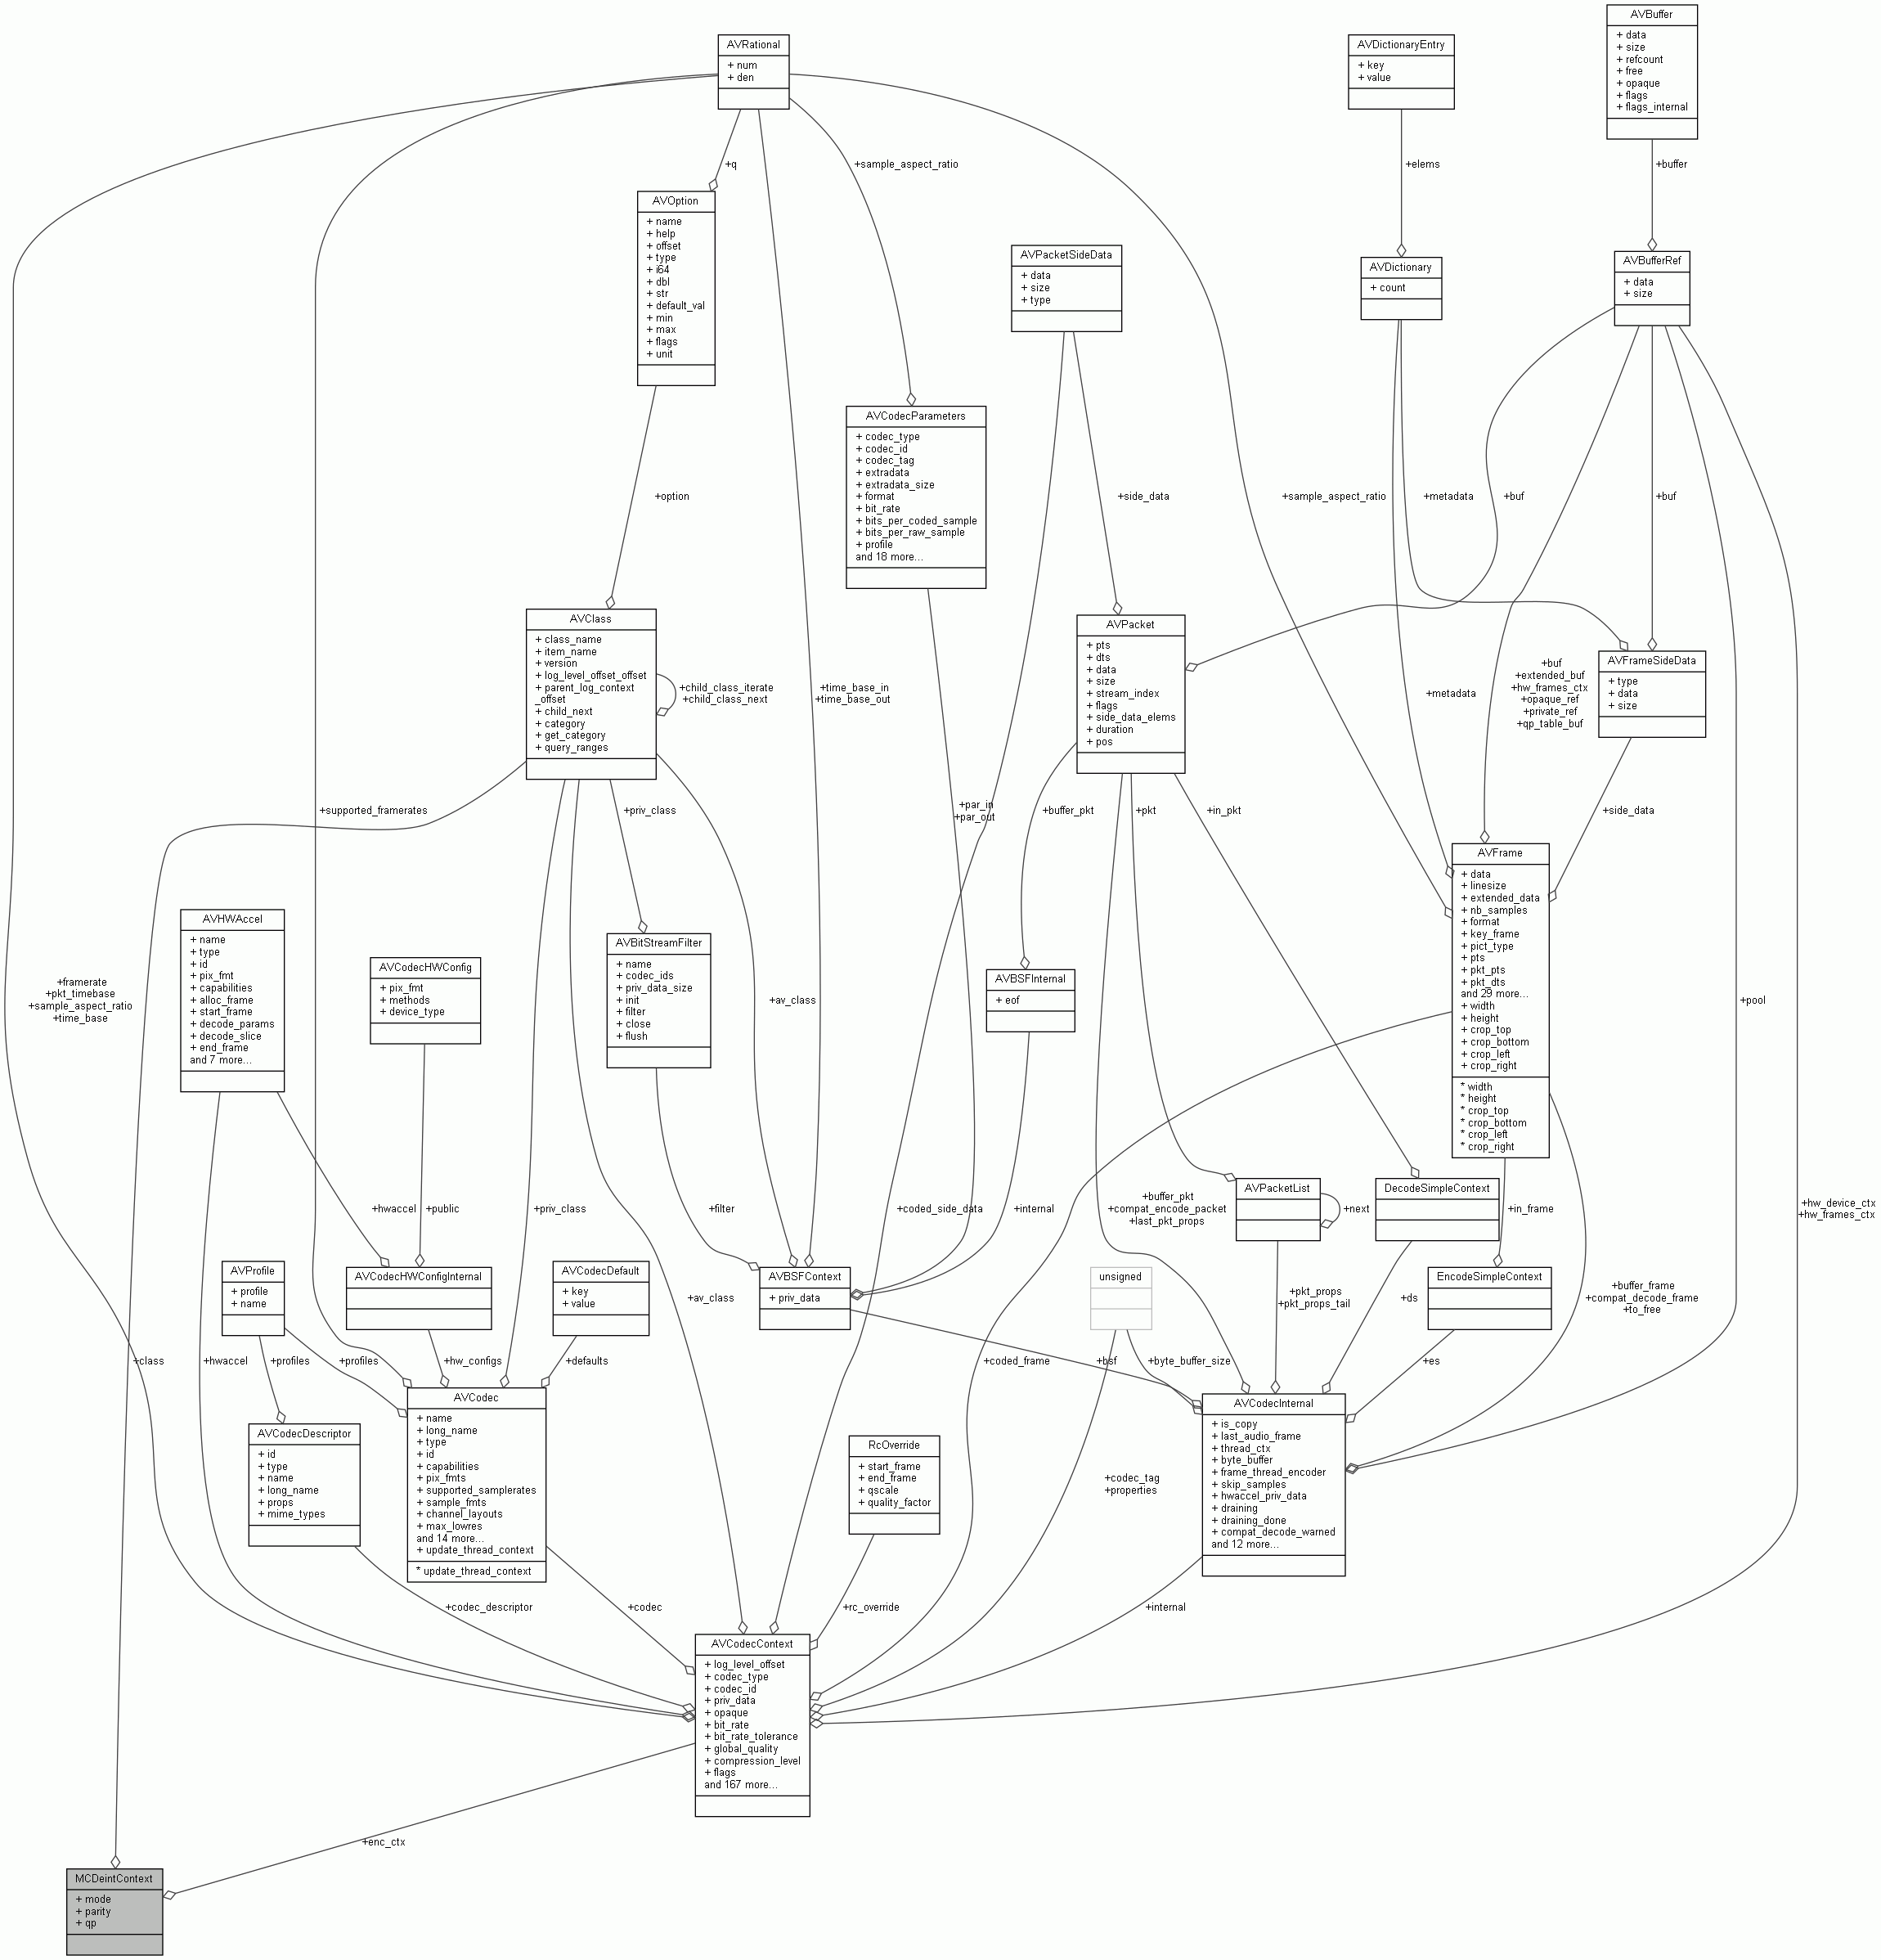 AVBuffer
+ data
+ size
+ refcount
+ free
+ opaque
+ flags
+ flags_internal
AVRational
+ num
+ den
AVDictionaryEntry
+ key
+ value
+q
+sample_aspect_ratio
+elems
+buffer
AVOption
+ name
+ help
+ offset
+ type
+ i64
+ dbl
+ str
+ default_val
+ min
+ max
+ flags
+ unit
AVPacketSideData
+ data
+ size
+ type
AVDictionary
+ count
AVBufferRef
+ data
+ size
AVCodecParameters
+ codec_type
+ codec_id
+ codec_tag
+ extradata
+ extradata_size
+ format
+ bit_rate
+ bits_per_coded_sample
+ bits_per_raw_sample
+ profile
and 18 more...
+option
+side_data
+sample_aspect_ratio
+metadata
+buf
+buf
AVClass
+ class_name
+ item_name
+ version
+ log_level_offset_offset
+ parent_log_context
_offset
+ child_next
+ category
+ get_category
+ query_ranges
+child_class_iterate
+child_class_next
+time_base_in
+time_base_out
AVPacket
+ pts
+ dts
+ data
+ size
+ stream_index
+ flags
+ side_data_elems
+ duration
+ pos
+metadata
+buf
+extended_buf
+hw_frames_ctx
+opaque_ref
+private_ref
+qp_table_buf
AVFrameSideData
+ type
+ data
+ size
+supported_framerates
+priv_class
+par_in
+par_out
+buffer_pkt
+pkt
+in_pkt
+side_data
AVFrame
+ data
+ linesize
+ extended_data
+ nb_samples
+ format
+ key_frame
+ pict_type
+ pts
+ pkt_pts
+ pkt_dts
and 29 more...
+ width
+ height
+ crop_top
+ crop_bottom
+ crop_left
+ crop_right
* width
* height
* crop_top
* crop_bottom
* crop_left
* crop_right
+framerate
+pkt_timebase
+sample_aspect_ratio
+time_base
AVHWAccel
+ name
+ type
+ id
+ pix_fmt
+ capabilities
+ alloc_frame
+ start_frame
+ decode_params
+ decode_slice
+ end_frame
and 7 more...
AVCodecHWConfig
+ pix_fmt
+ methods
+ device_type
AVBitStreamFilter
+ name
+ codec_ids
+ priv_data_size
+ init
+ filter
+ close
+ flush
+av_class
AVBSFInternal
+ eof
+pool
+hwaccel
+public
+priv_class
+filter
+coded_side_data
+internal
+buffer_pkt
+compat_encode_packet
+last_pkt_props
AVPacketList
+next
DecodeSimpleContext
+in_frame
+hw_device_ctx
+hw_frames_ctx
AVProfile
+ profile
+ name
AVCodecHWConfigInternal
AVCodecDefault
+ key
+ value
+av_class
AVBSFContext
+ priv_data
unsigned
+pkt_props
+pkt_props_tail
+ds
EncodeSimpleContext
+buffer_frame
+compat_decode_frame
+to_free
+class
+hwaccel
+profiles
+profiles
+hw_configs
+defaults
+coded_frame
+bsf
+byte_buffer_size
+es
AVCodecDescriptor
+ id
+ type
+ name
+ long_name
+ props
+ mime_types
AVCodec
+ name
+ long_name
+ type
+ id
+ capabilities
+ pix_fmts
+ supported_samplerates
+ sample_fmts
+ channel_layouts
+ max_lowres
and 14 more...
+ update_thread_context
* update_thread_context
RcOverride
+ start_frame
+ end_frame
+ qscale
+ quality_factor
+codec_tag
+properties
AVCodecInternal
+ is_copy
+ last_audio_frame
+ thread_ctx
+ byte_buffer
+ frame_thread_encoder
+ skip_samples
+ hwaccel_priv_data
+ draining
+ draining_done
+ compat_decode_warned
and 12 more...
+codec_descriptor
+codec
+rc_override
+internal
AVCodecContext
+ log_level_offset
+ codec_type
+ codec_id
+ priv_data
+ opaque
+ bit_rate
+ bit_rate_tolerance
+ global_quality
+ compression_level
+ flags
and 167 more...
+enc_ctx
MCDeintContext
+ mode
+ parity
+ qp